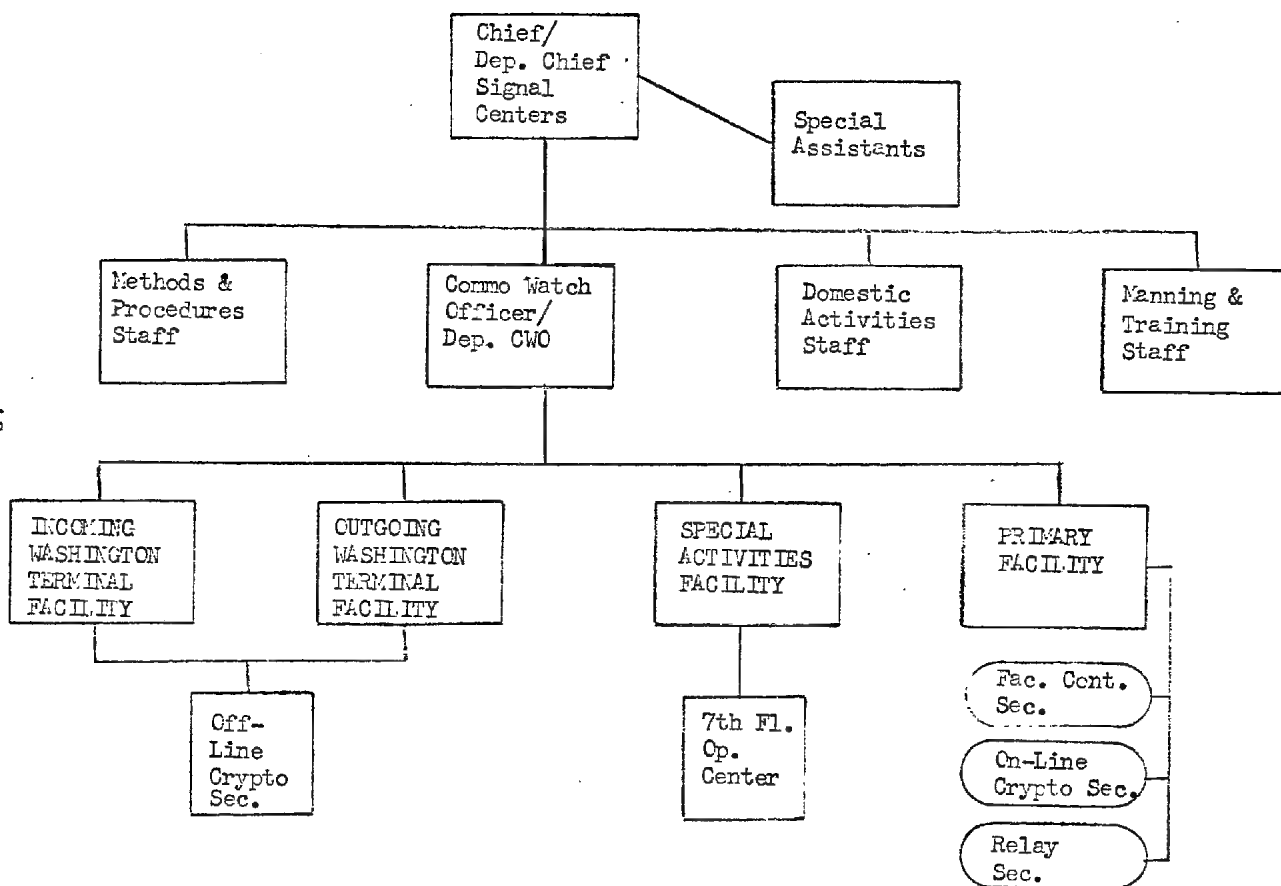 Chief/
Dep. Chief
Signal
Centers
Special
Assistants
Methods &
Procedures
Staff
Commo Watch
Officer/
Dep. CWO
Domestic
Activities
Staff
Manning &
Training
Staff
INCOMING
WASHINGTON
TERMINAL
FACILITY
OUTGOING
WASHINGTON
TERMINAL
FACILITY
SPECIAL
ACTIVITIES
FACILITY
PRIMARY
FACILITY
Off-
Line
Crypto
Sec.
7th Fl.
Op.
Center
Fac. Cont.
Sec.
On-Line
Crypto Sec.
Relay
Sec.